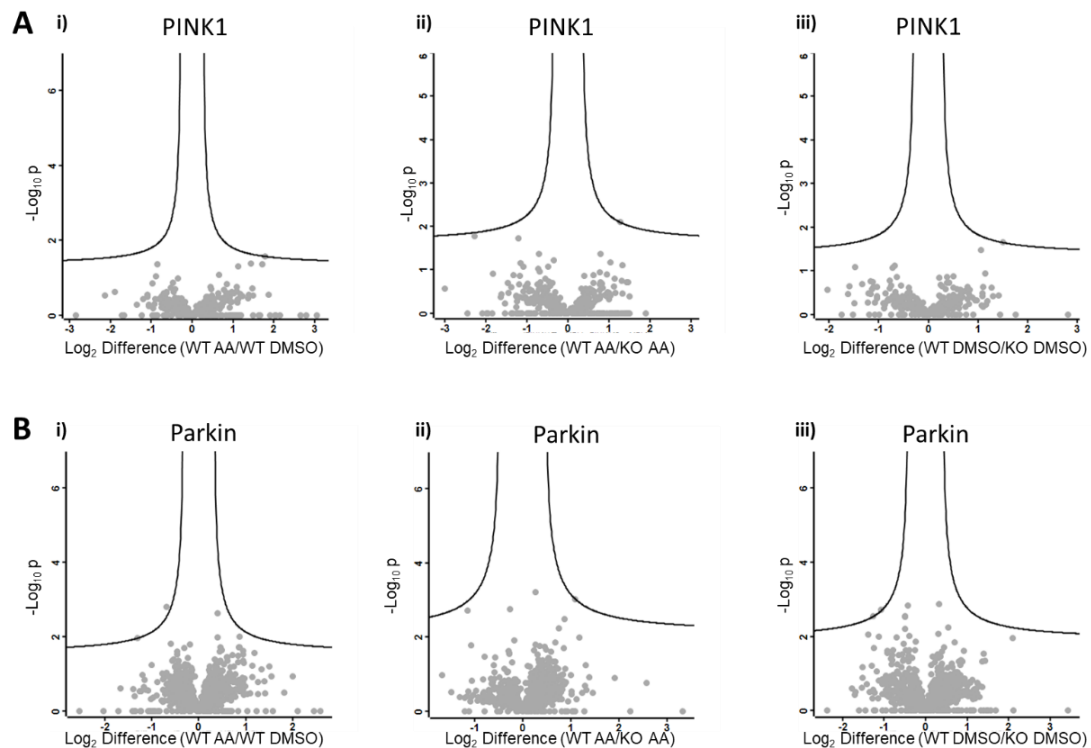 A i) PINK1 ii) PINK1 iii) PINK1
-Log10 p
6
4
2
0
-3 -2 -1 0 1 2 3
Log2 Difference (WT AA/WT DMSO)
-Log10 p
6
5
4
3
2
1
0
-3 -2 -1 0 1 2 3
Log2 Difference (WT AA/KO AA)
-Log10 p
6
5
4
3
2
1
0
-2 -1 0 1 2 3
Log2 Difference (WT DMSO/KO DMSO)
B i) Parkin ii) Parkin iii) Parkin
-Log10 p
6
4
2
0
-2 -1 0 1 2
Log2 Difference (WT AA/WT DMSO)
-Log10 p
6
4
2
0
-1 0 1 2 3
Log2 Difference (WT AA/KO AA)
-Log10 p
6
4
2
0
-2 -1 0 1 2 3
Log2 Difference (WT DMSO/KO DMSO)